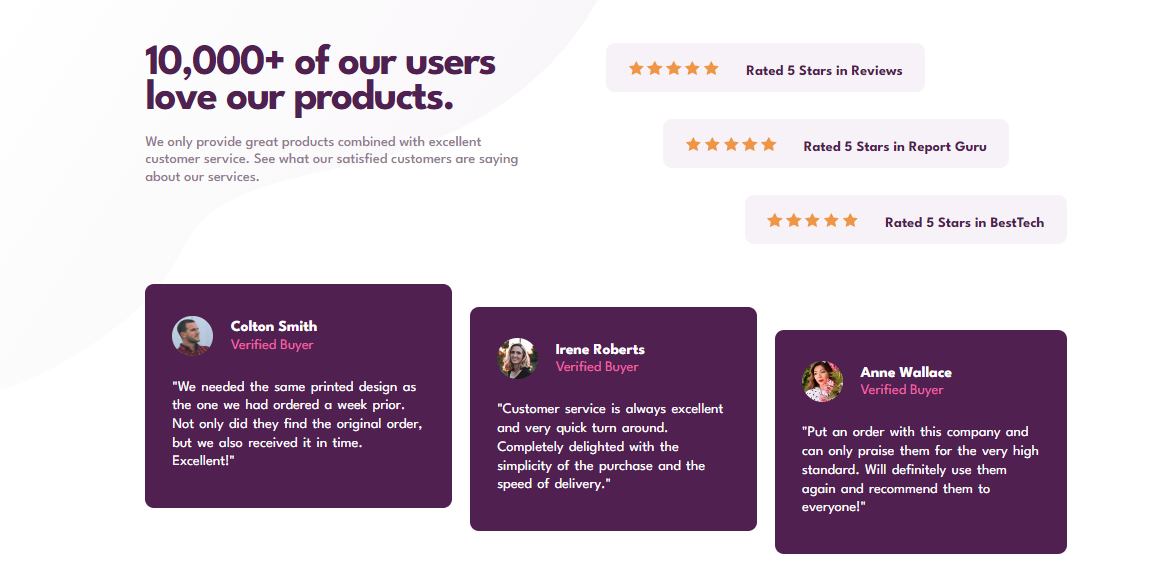 10,000+ of our users
love our products.
We only provide great products combined with excellent
customer service. See what our satisfied customers are saying
about our services.
Rated 5 Stars in Reviews
Rated 5 Stars in Report Guru
Rated 5 Stars in BestTech
Colton Smith
Verified Buyer
"We needed the same printed design as
the one we had ordered a week prior.
Not only did they find the original order,
but we also received it in time.
Excellent!"
Irene Roberts
Verified Buyer
"Customer service is always excellent
and very quick turn around.
Completely delighted with the
simplicity of the purchase and the
speed of delivery."
Anne Wallace
Verified Buyer
"Put an order with this company and
can only praise them for the very high
standard. Will definitely use them
again and recommend them to
everyone!"